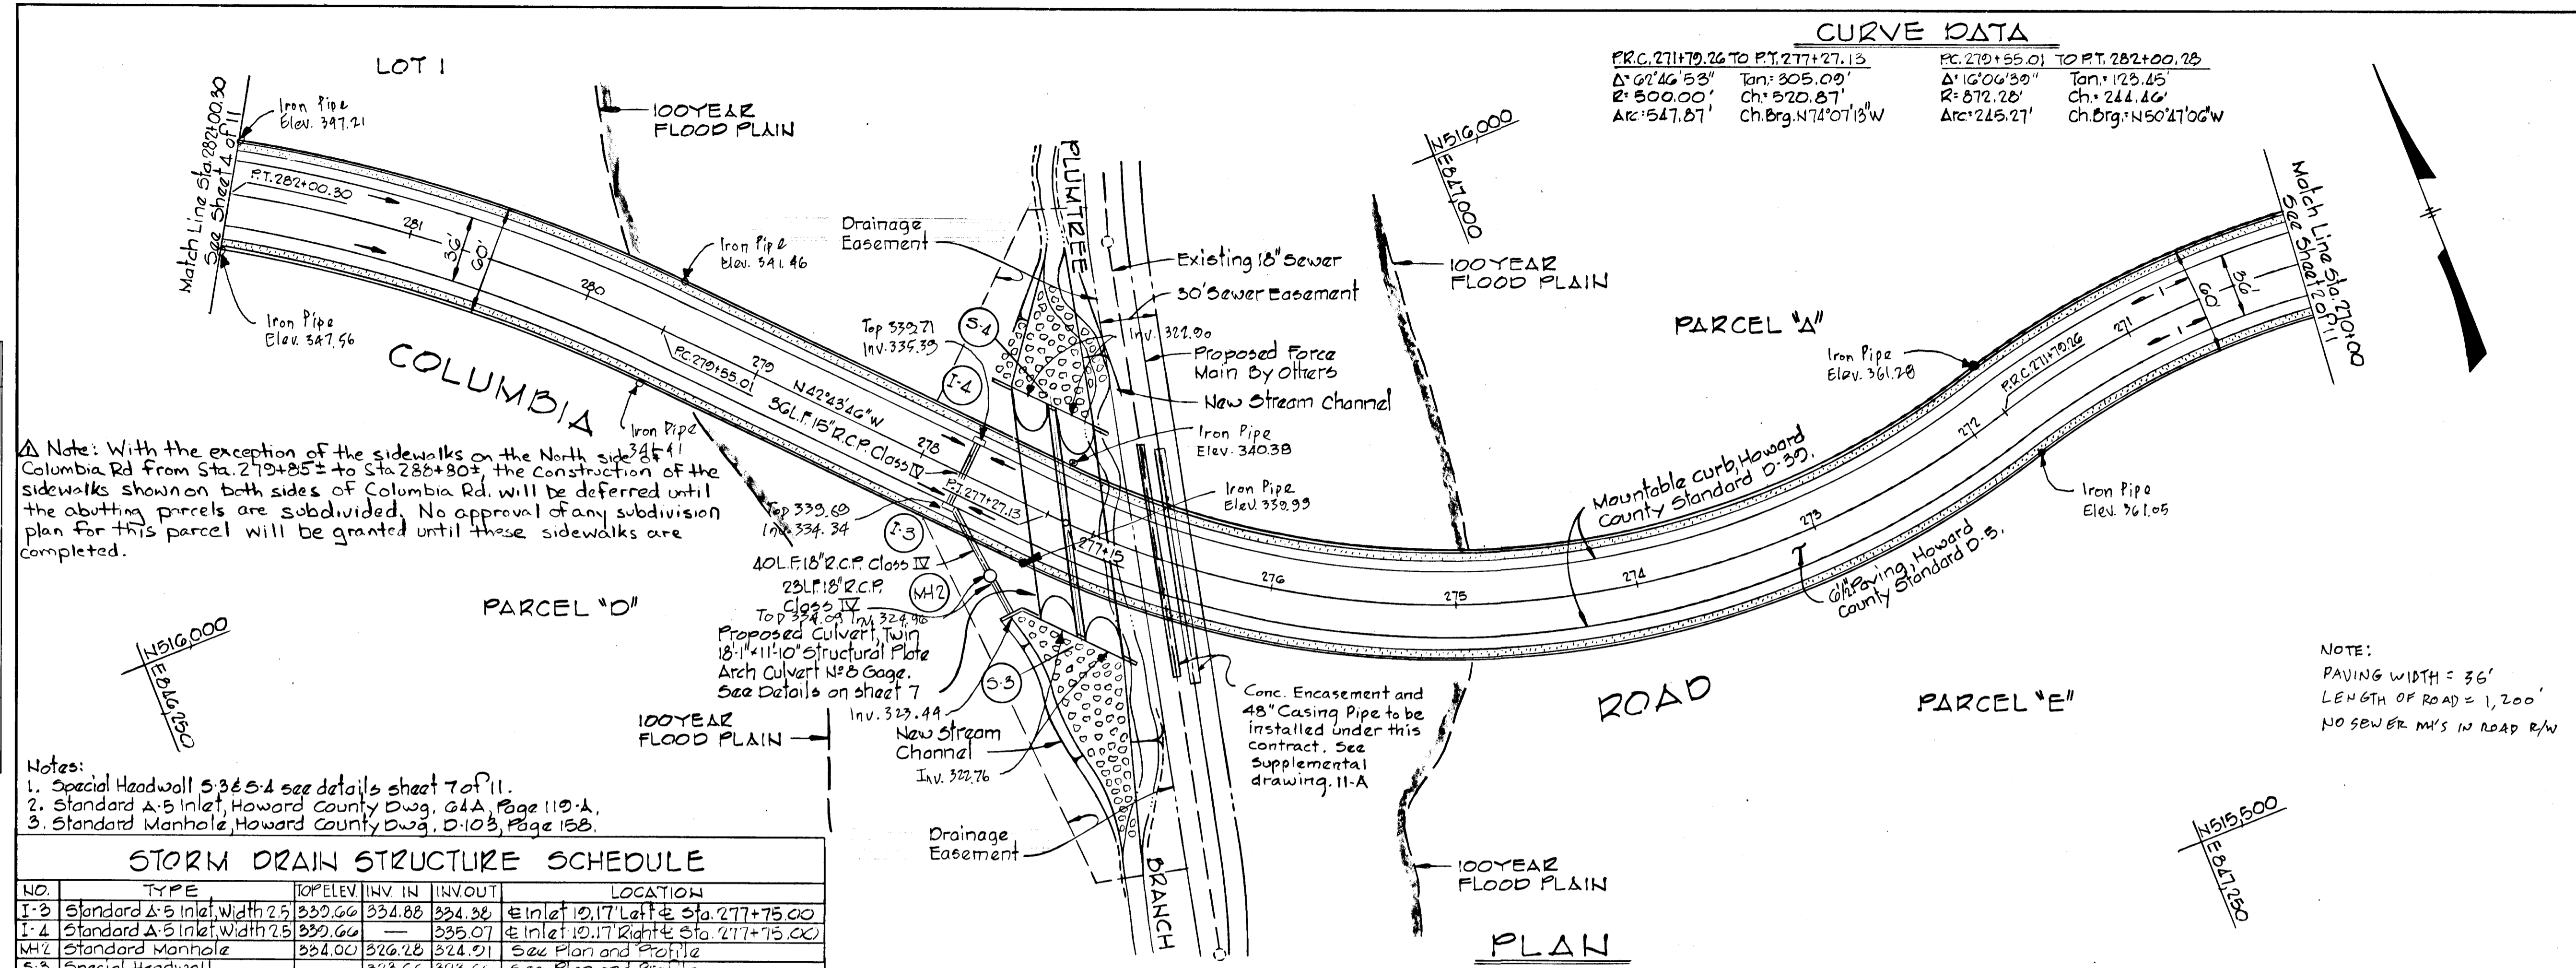 CURVE DATA
P.R.C. 271+79.26 TO P.T. 277+27.13
Δ= 62°46'53" Tan.= 305.09'
R= 500.00' Ch.= 520.87'
Arc= 547.87' Ch.Brg. N74°07'13"W
P.C. 279+55.01 TO P.T. 282+00.28
Δ= 16°06'39" Tan.= 123.45'
R= 872.28' Ch.= 244.46'
Arc= 245.27' Ch.Brg.= N50°47'06"W
LOT 1
Iron Pipe
Elev. 347.21
100 YEAR
FLOOD PLAIN
Match Line Sta. 282+00.30
See Sheet 4 of 11
P.T. 282+00.30
281
36'
60'
280
Iron Pipe
Elev. 341.46
Iron Pipe
Elev. 347.56
COLUMBIA
P.C. 279+55.01
279
N42°43'46"W
36 L.F. 15" R.C.P. Class IV
278
Drainage
Easement
PLUMTREE
Existing 18" Sewer
30' Sewer Easement
Top 339.71
Inv. 335.39
S-4
I-4
Inv. 322.90
Proposed Force
Main By Others
New Stream Channel
Iron Pipe
Elev. 340.38
Iron Pipe
Elev. 339.99
N516,000
E847,000
100 YEAR
FLOOD PLAIN
PARCEL "A"
Iron Pipe
Elev. 361.28
P.R.C. 271+79.26
271
60'
36'
Match Line Sta. 270+00
See Sheet 2 of 11
272
273
274
275
276
277+15
P.T. 277+27.13
Mountable Curb, Howard
County Standard D-39.
6½" Paving, Howard
County Standard D-5.
Iron Pipe
Elev. 361.05
Iron Pipe
341.41
⚠ Note: With the exception of the sidewalks on the North side of
Columbia Rd from Sta. 279+85± to Sta 288+80±, the construction of the
sidewalks shown on both sides of Columbia Rd. will be deferred until
the abutting parcels are subdivided. No approval of any subdivision
plan for this parcel will be granted until these sidewalks are
completed.
Top 339.69
Inv. 334.34
I-3
40 L.F. 18" R.C.P. Class IV
23 L.F. 18" R.C.P.
Class IV
MH2
Top 334.09 Inv. 324.96
Proposed Culvert, Twin
18'-1" x 11'-10" Structural Plate
Arch Culvert Nº 8 Gage.
See Details on sheet 7
Inv. 323.44
S-3
New Stream
Channel
Inv. 322.76
PARCEL "D"
N516,000
E846,250
100 YEAR
FLOOD PLAIN
Conc. Encasement and
48" Casing Pipe to be
installed under this
contract. See
Supplemental
drawing. 11-A
Drainage
Easement
BRANCH
ROAD
PARCEL "E"
NOTE:
PAVING WIDTH = 36'
LENGTH OF ROAD = 1,200'
NO SEWER MH'S IN ROAD R/W
100 YEAR
FLOOD PLAIN
N515,500
E847,250
PLAN
Notes:
1. Special Headwall S-3 & S-4 see details sheet 7 of 11.
2. Standard A-5 Inlet, Howard County Dwg. G4A, Page 119-A.
3. Standard Manhole, Howard County Dwg. D-103, Page 158.
STORM DRAIN STRUCTURE SCHEDULE
NO. TYPE TOP ELEV INV IN INV. OUT LOCATION
I-3 Standard A-5 Inlet, Width 2.5 339.66 334.88 334.38 ℄ Inlet 19.17' Left ℄ Sta. 277+75.00
I-4 Standard A-5 Inlet, Width 2.5 339.66 — 335.07 ℄ Inlet 19.17' Right ℄ Sta. 277+75.00
MH2 Standard Manhole 334.00 326.28 324.91 See Plan and Profile
S-3 Special Headwall